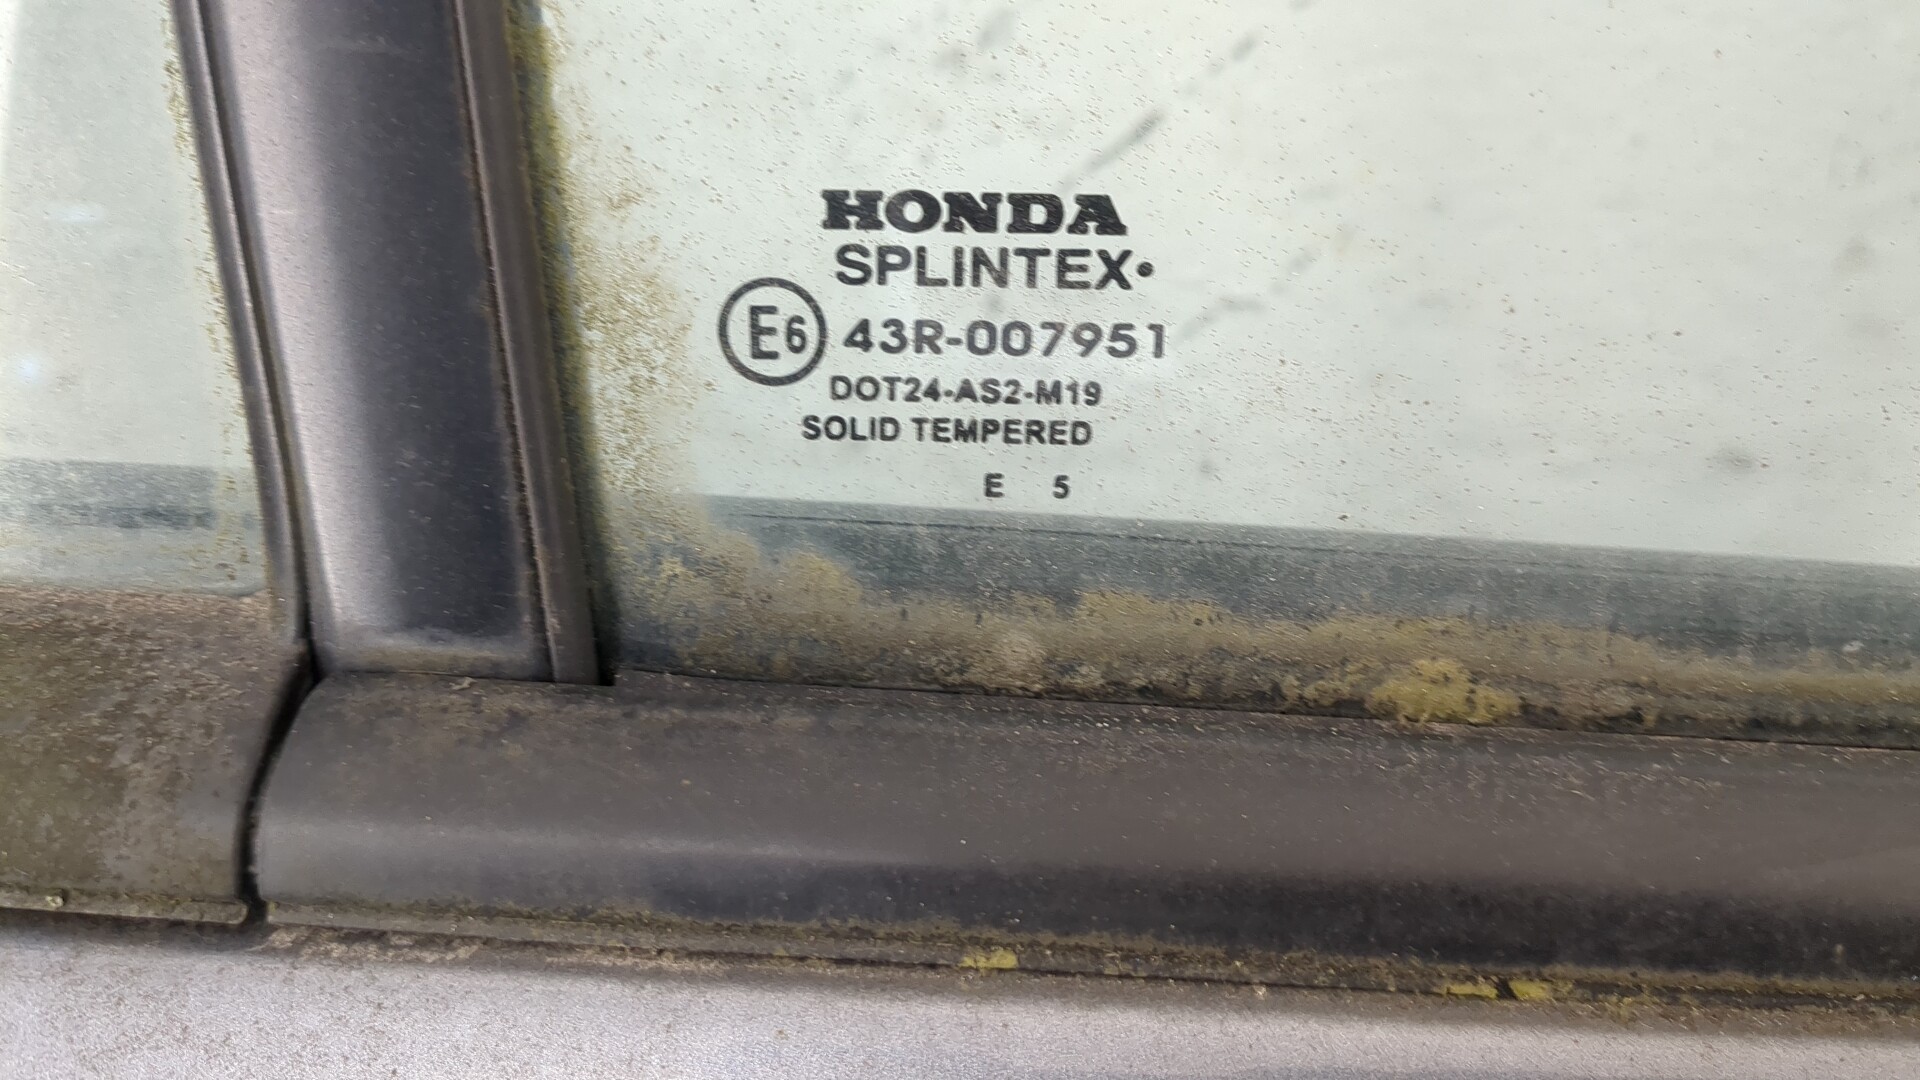 HONDA
SPLINTEX•
E6 43R-007951
DOT24-AS2-M19
SOLID TEMPERED
E 5